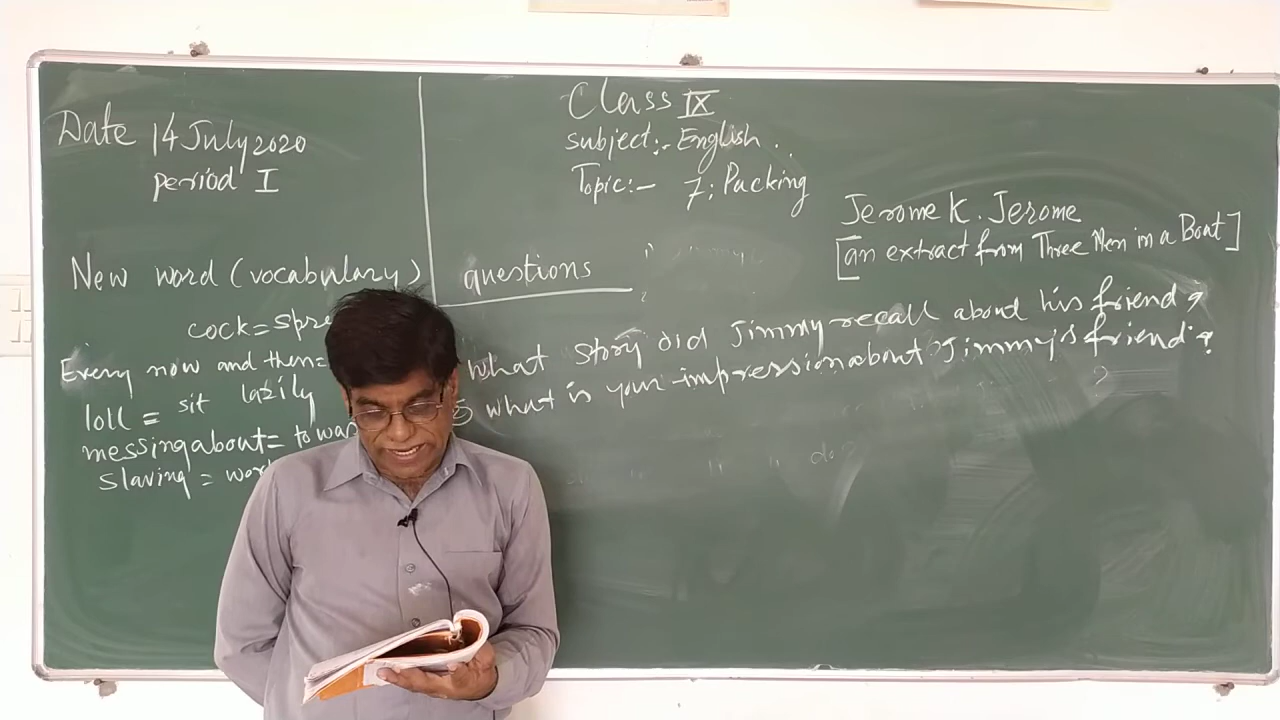 Date 14 July 2020
period I
Class IX
subject:- English.
Topic:- 7; Packing
Jerome K. Jerome
[an extract from Three Men in a Boat]
New word (vocabulary)
cock = spre
Every now and then =
loll = sit lazily
messing about = to was
slaving = wor
questions
What story did Jimmy recall about his friend?
what is your impression about Jimmy's friend?